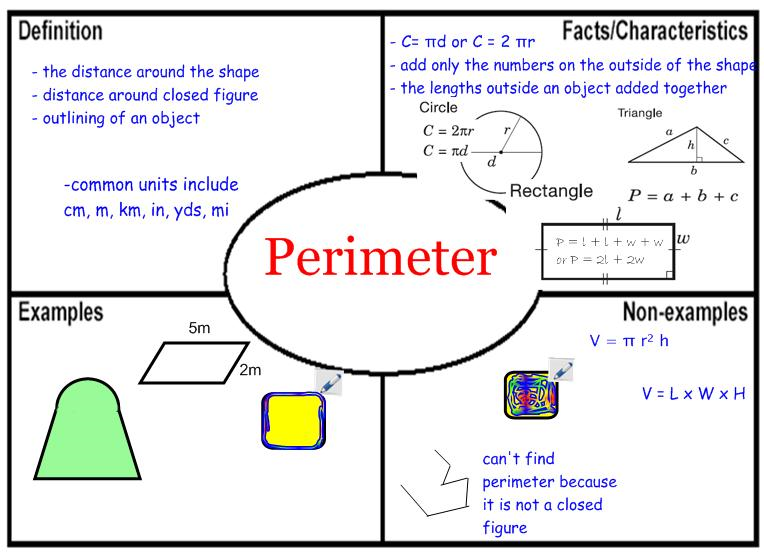 Definition
- the distance around the shape
- distance around closed figure
- outlining of an object
-common units include
cm, m, km, in, yds, mi
Facts/Characteristics
- C= πd or C = 2 πr
- add only the numbers on the outside of the shape
- the lengths outside an object added together
Circle
C = 2πr
C = πd
r
d
Triangle
a
h
c
b
P = a + b + c
Rectangle
l
P = l + l + w + w
or P = 2l + 2w
w
Perimeter
Examples
5m
2m
Non-examples
V = π r² h
V = L x W x H
can't find
perimeter because
it is not a closed
figure